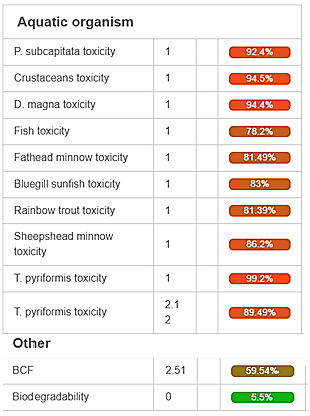 Aquatic organism
P. subcapitata toxicity 1 92.4%
Crustaceans toxicity 1 94.5%
D. magna toxicity 1 94.4%
Fish toxicity 1 78.2%
Fathead minnow toxicity 1 81.49%
Bluegill sunfish toxicity 1 83%
Rainbow trout toxicity 1 81.39%
Sheepshead minnow
toxicity 1 86.2%
T. pyriformis toxicity 1 99.2%
T. pyriformis toxicity 2.1
2 89.49%
Other
BCF 2.51 59.54%
Biodegradability 0 5.5%